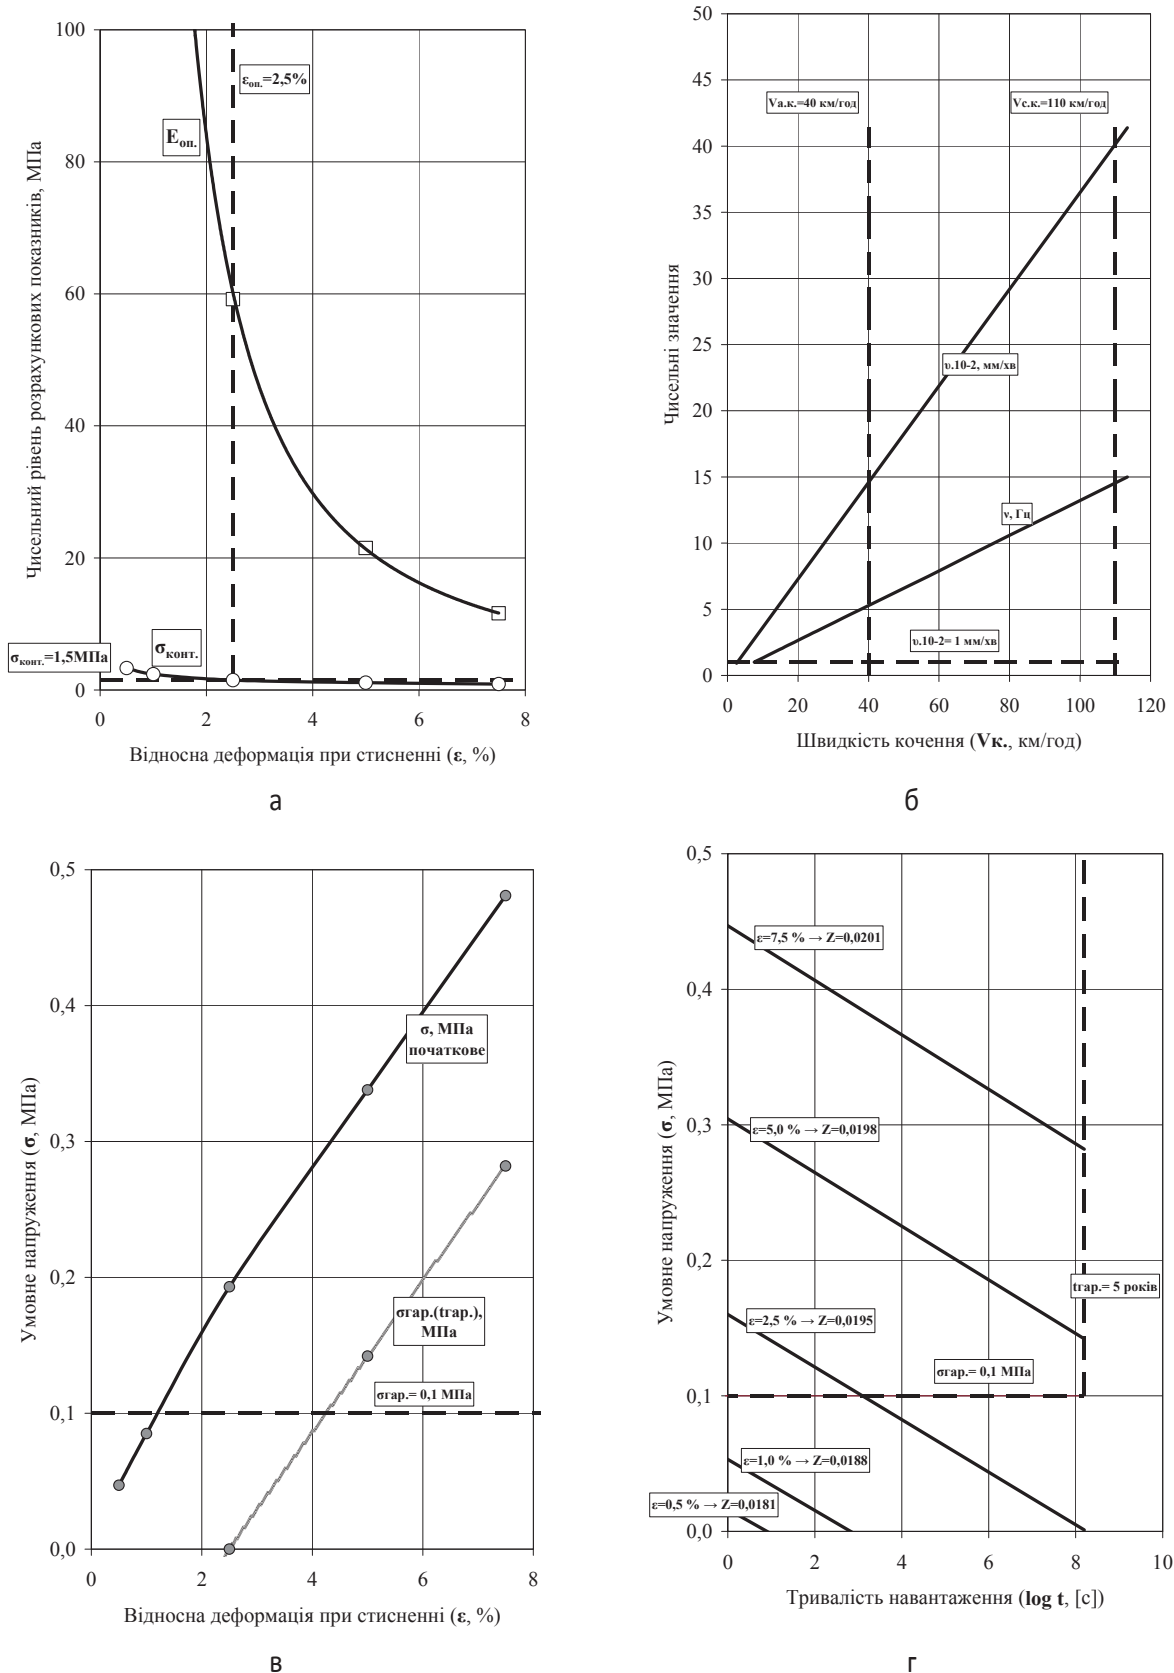 Чисельний рівень розрахункових показників, МПа
100
80
60
40
20
0
εоп.=2,5%
Eоп.
σконт.=1,5МПа
σконт.
0 2 4 6 8
Відносна деформація при стисненні (ε, %)
а
Чисельні значення
50
45
40
35
30
25
20
15
10
5
0
Vа.к.=40 км/год
Vс.к.=110 км/год
υ.10-2, мм/хв
ν, Гц
υ.10-2= 1 мм/хв
0 20 40 60 80 100 120
Швидкість кочення (Vк., км/год)
б
Умовне напруження (σ, МПа)
0,5
0,4
0,3
0,2
0,1
0,0
σ, МПа
початкове
σгар.(tгар.),
МПа
σгар.= 0,1 МПа
0 2 4 6 8
Відносна деформація при стисненні (ε, %)
в
Умовне напруження (σ, МПа)
0,5
0,4
0,3
0,2
0,1
0,0
ε=7,5 % → Z=0,0201
ε=5,0 % → Z=0,0198
tгар.= 5 років
ε=2,5 % → Z=0,0195
σгар.= 0,1 МПа
ε=1,0 % → Z=0,0188
ε=0,5 % → Z=0,0181
0 2 4 6 8 10
Тривалість навантаження (log t, [с])
г